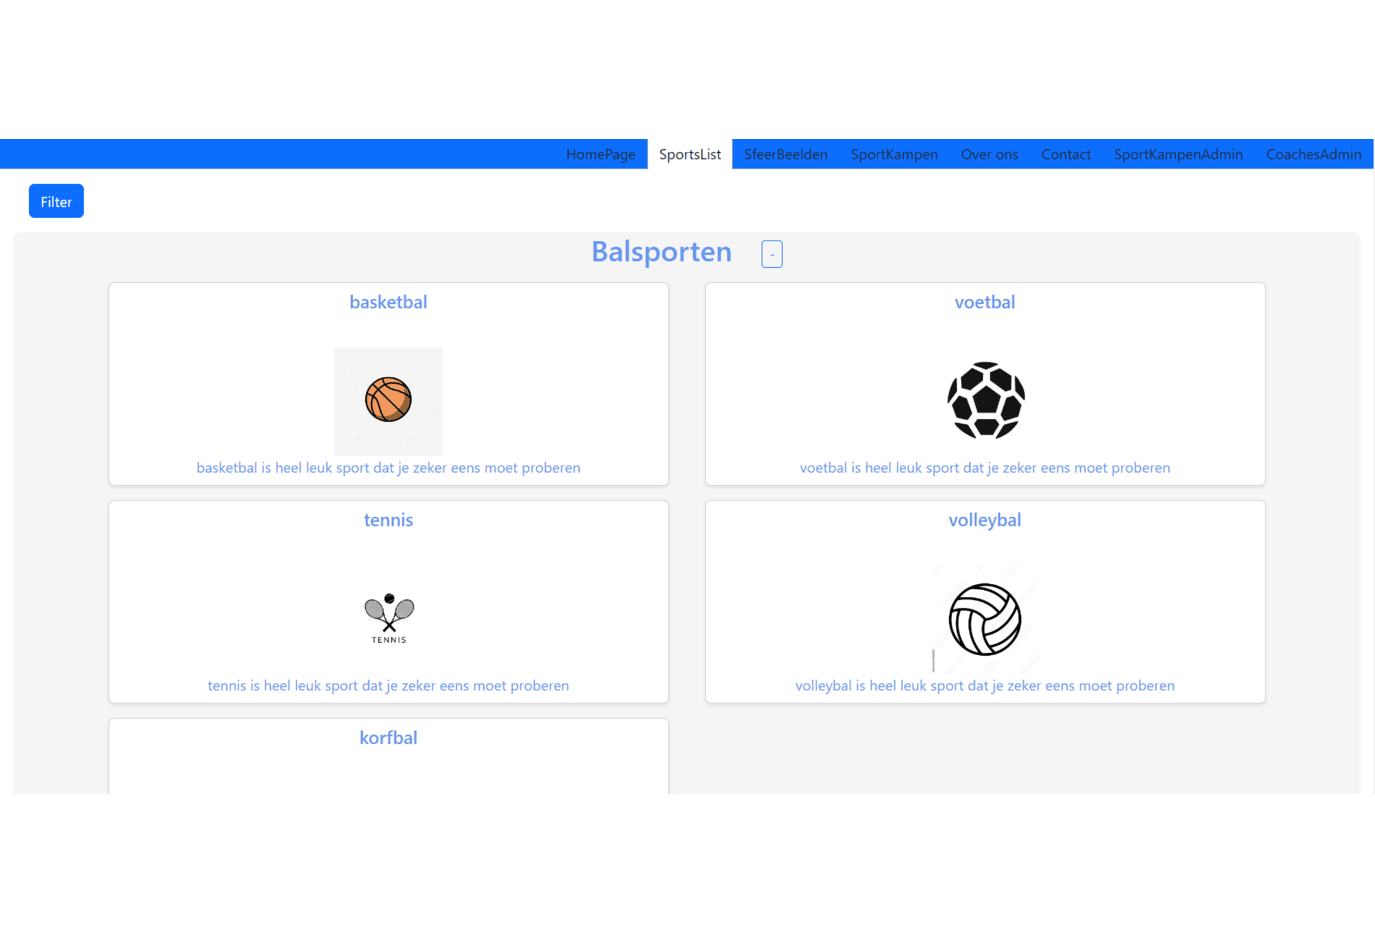 HomePage SportsList SfeerBeelden SportKampen Over ons Contact SportKampenAdmin CoachesAdmin
Filter
Balsporten -
basketbal
basketbal is heel leuk sport dat je zeker eens moet proberen
voetbal
voetbal is heel leuk sport dat je zeker eens moet proberen
tennis
TENNIS
tennis is heel leuk sport dat je zeker eens moet proberen
volleybal
volleybal is heel leuk sport dat je zeker eens moet proberen
korfbal